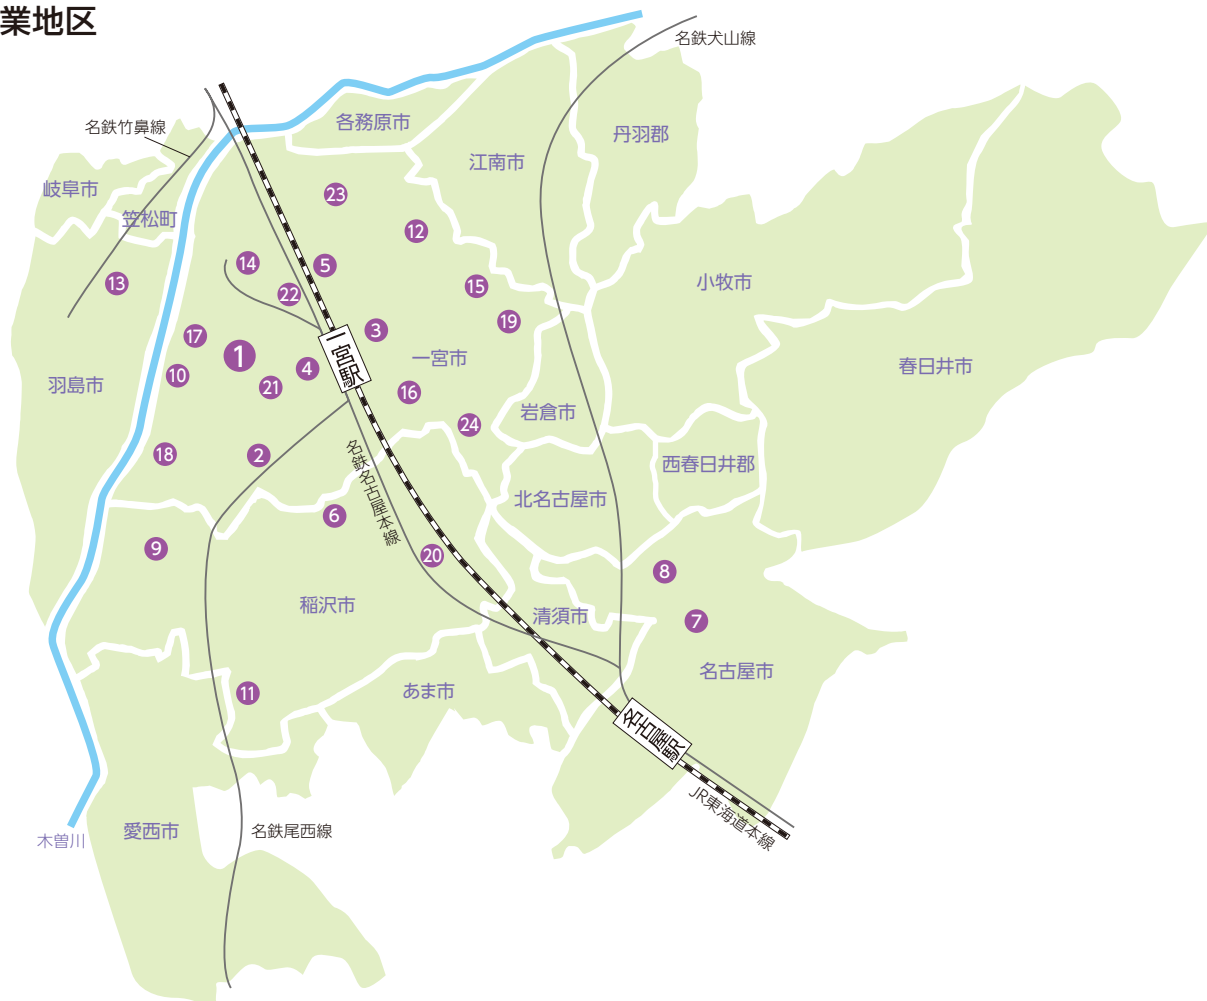 業地区
名鉄犬山線
各務原市
名鉄竹鼻線
丹羽郡
江南市
岐阜市
23
笠松町
12
14
5
13
15
小牧市
22
19
3
17
1
一宮駅
一宮市
春日井市
4
10
羽島市
21
16
岩倉市
24
18
2
西春日井郡
名鉄名古屋本線
北名古屋市
6
9
20
8
稲沢市
清須市
7
名古屋市
11
あま市
名古屋駅
JR東海道本線
愛西市
名鉄尾西線
木曽川